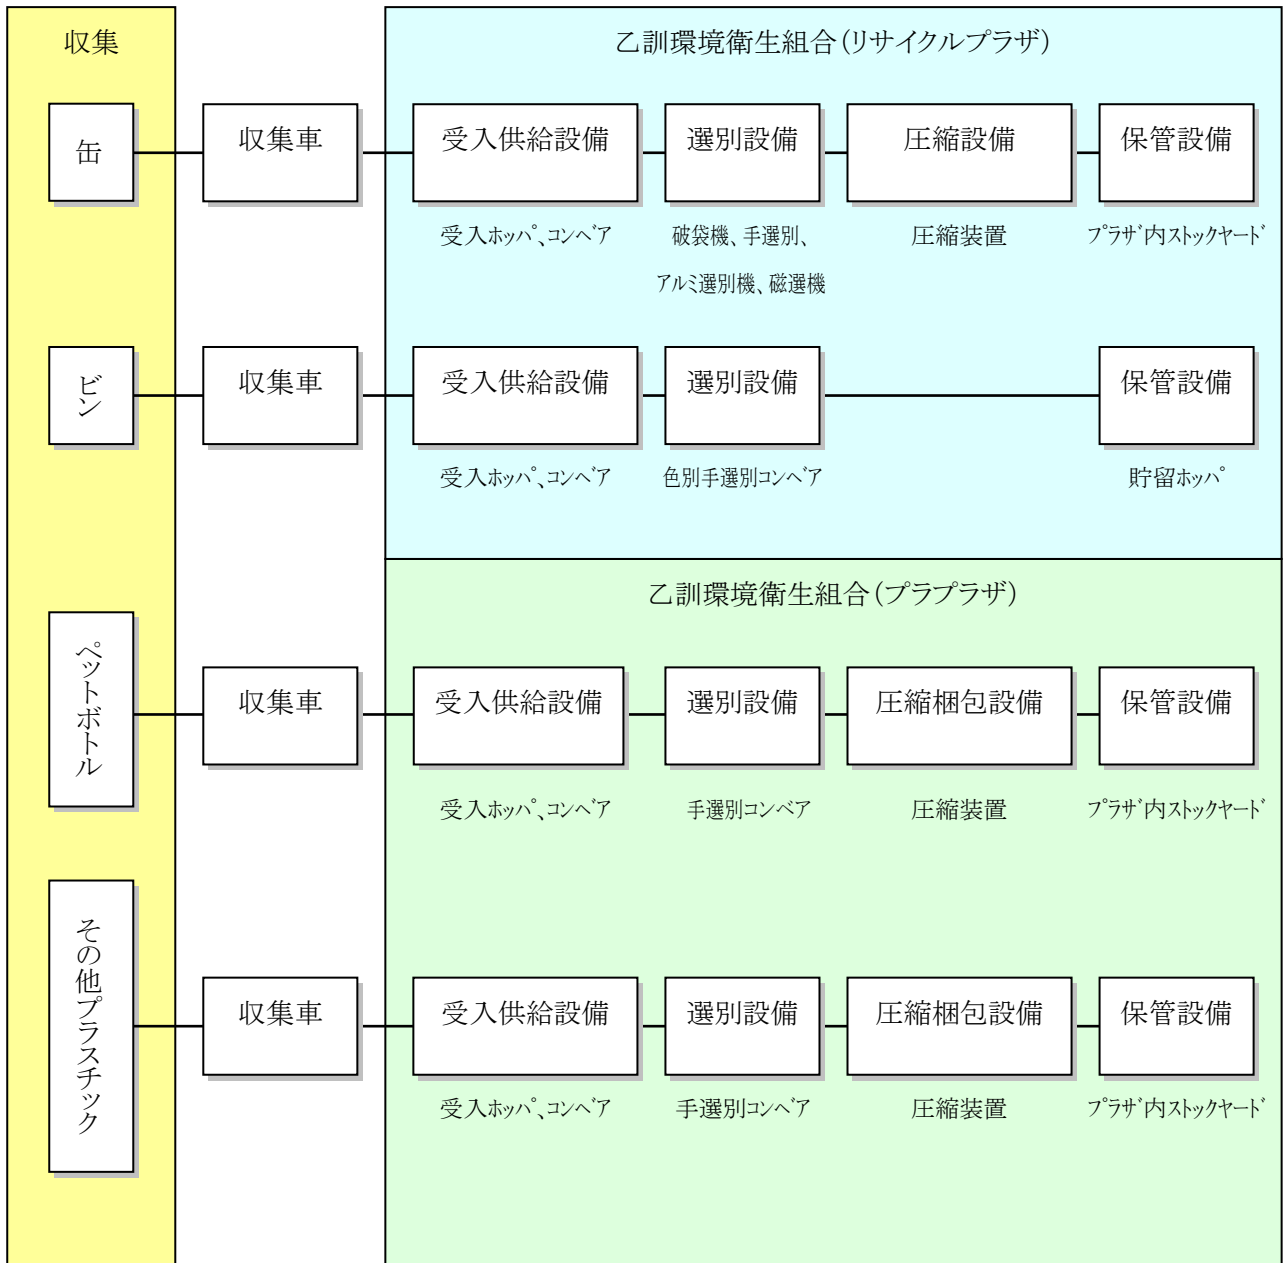 収集
乙訓環境衛生組合（リサイクルプラザ）
缶
収集車
受入供給設備
選別設備
圧縮設備
保管設備
受入ﾎｯﾊﾟ、ｺﾝﾍﾞｱ
破袋機、手選別、
ｱﾙﾐ選別機、磁選機
圧縮装置
ﾌﾟﾗｻﾞ内ｽﾄｯｸﾔｰﾄﾞ
ビン
収集車
受入供給設備
選別設備
保管設備
受入ﾎｯﾊﾟ、ｺﾝﾍﾞｱ
色別手選別ｺﾝﾍﾞｱ
貯留ﾎｯﾊﾟ
乙訓環境衛生組合（プラプラザ）
ペットボトル
収集車
受入供給設備
選別設備
圧縮梱包設備
保管設備
受入ﾎｯﾊﾟ、ｺﾝﾍﾞｱ
手選別コンベア
圧縮装置
ﾌﾟﾗｻﾞ内ｽﾄｯｸﾔｰﾄﾞ
その他プラスチック
収集車
受入供給設備
選別設備
圧縮梱包設備
保管設備
受入ﾎｯﾊﾟ、ｺﾝﾍﾞｱ
手選別ｺﾝﾍﾞｱ
圧縮装置
ﾌﾟﾗｻﾞ内ｽﾄｯｸﾔｰﾄﾞ